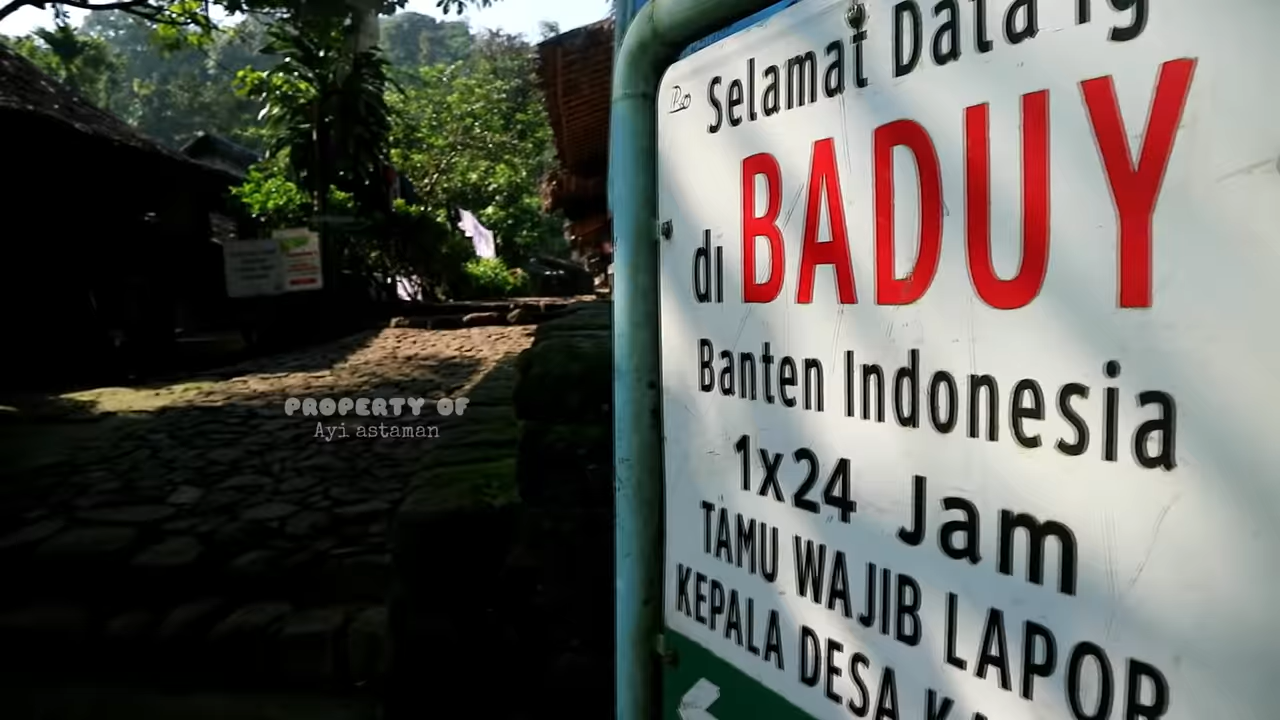 Selamat Datang
di BADUY
Banten Indonesia
1x24 Jam
TAMU WAJIB LAPOR
KEPALA DESA
PROPERTY OF
Ayi astaman